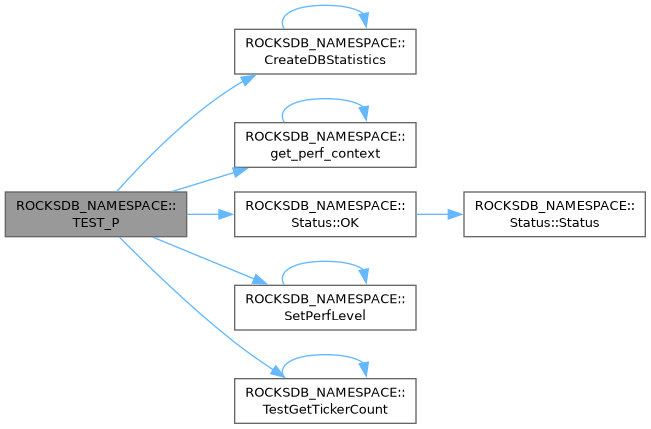 ROCKSDB_NAMESPACE::
TEST_P
ROCKSDB_NAMESPACE::
CreateDBStatistics
ROCKSDB_NAMESPACE::
get_perf_context
ROCKSDB_NAMESPACE::
Status::OK
ROCKSDB_NAMESPACE::
Status::Status
ROCKSDB_NAMESPACE::
SetPerfLevel
ROCKSDB_NAMESPACE::
TestGetTickerCount